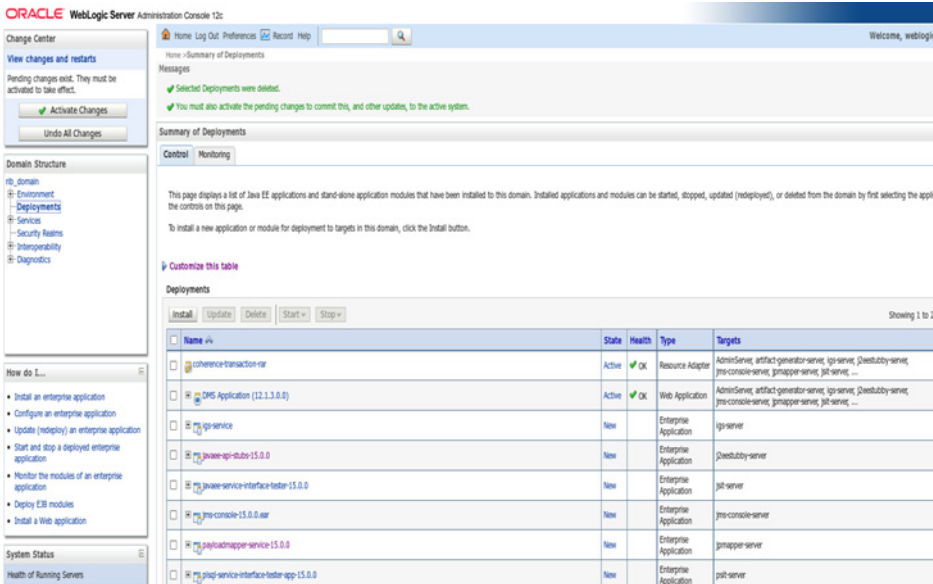 ORACLE WebLogic Server Administration Console 12c
Change Center
View changes and restarts
Pending changes exist. They must be
activated to take effect.
Activate Changes
Undo All Changes
Domain Structure
rib_domain
Environment
Deployments
Services
Security Realms
Interoperability
Diagnostics
How do I...
Install an enterprise application
Configure an enterprise application
Update (redeploy) an enterprise application
Start and stop a deployed enterprise
application
Monitor the modules of an enterprise
application
Deploy EJB modules
Install a Web application
System Status
Health of Running Servers
Home Log Out Preferences Record Help
Welcome, weblogic
Home >Summary of Deployments
Messages
Selected Deployments were deleted.
You must also activate the pending changes to commit this, and other updates, to the active system.
Summary of Deployments
Control Monitoring
This page displays a list of Java EE applications and stand-alone application modules that have been installed to this domain. Installed applications and modules can be started, stopped, updated (redeployed), or deleted from the domain by first selecting the appli
the controls on this page.
To install a new application or module for deployment to targets in this domain, click the Install button.
Customize this table
Deployments
Install Update Delete Start Stop
Showing 1 to 2
Name State Health Type Targets
coherence-transaction-rar Active OK Resource Adapter AdminServer, artifact-generator-server, igs-server, j2eestubby-server,
jms-console-server, jpmapper-server, jsit-server, ...
DMS Application (12.1.3.0.0) Active OK Web Application AdminServer, artifact-generator-server, igs-server, j2eestubby-server,
jms-console-server, jpmapper-server, jsit-server, ...
igs-service New Enterprise
Application igs-server
javaee-api-stubs-15.0.0 New Enterprise
Application j2eestubby-server
javaee-service-interface-tester-15.0.0 New Enterprise
Application jsit-server
jms-console-15.0.0.ear New Enterprise
Application jms-console-server
payloadmapper-service-15.0.0 New Enterprise
Application jpmapper-server
plsql-service-interface-tester-app-15.0.0 New Enterprise
Application psit-server